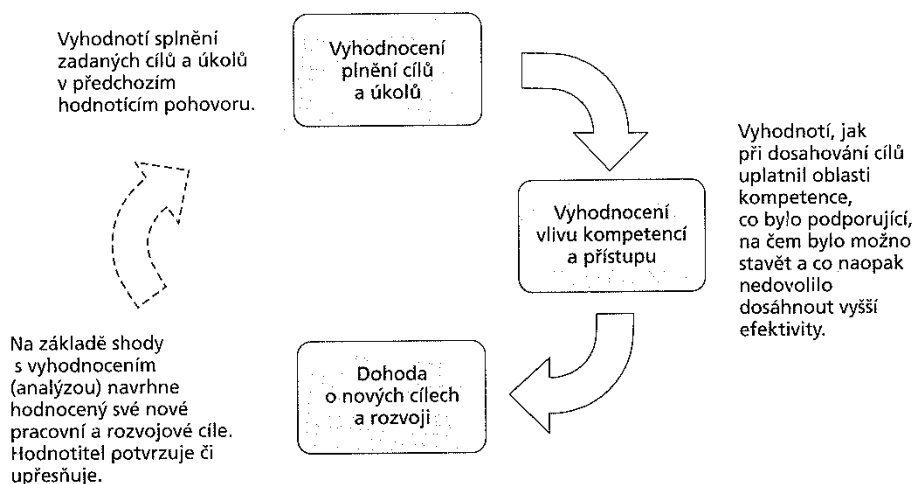 Vyhodnotí splnění
zadaných cílů a úkolů
v předchozím
hodnotícím pohovoru.
Vyhodnocení
plnění cílů
a úkolů
Vyhodnotí, jak
při dosahování cílů
uplatnil oblasti
kompetence,
co bylo podporující,
na čem bylo možno
stavět a co naopak
nedovolilo
dosáhnout vyšší
efektivity.
Vyhodnocení
vlivu kompetencí
a přístupu
Dohoda
o nových cílech
a rozvoji
Na základě shody
s vyhodnocením
(analýzou) navrhne
hodnocený své nové
pracovní a rozvojové cíle.
Hodnotitel potvrzuje či
upřesňuje.